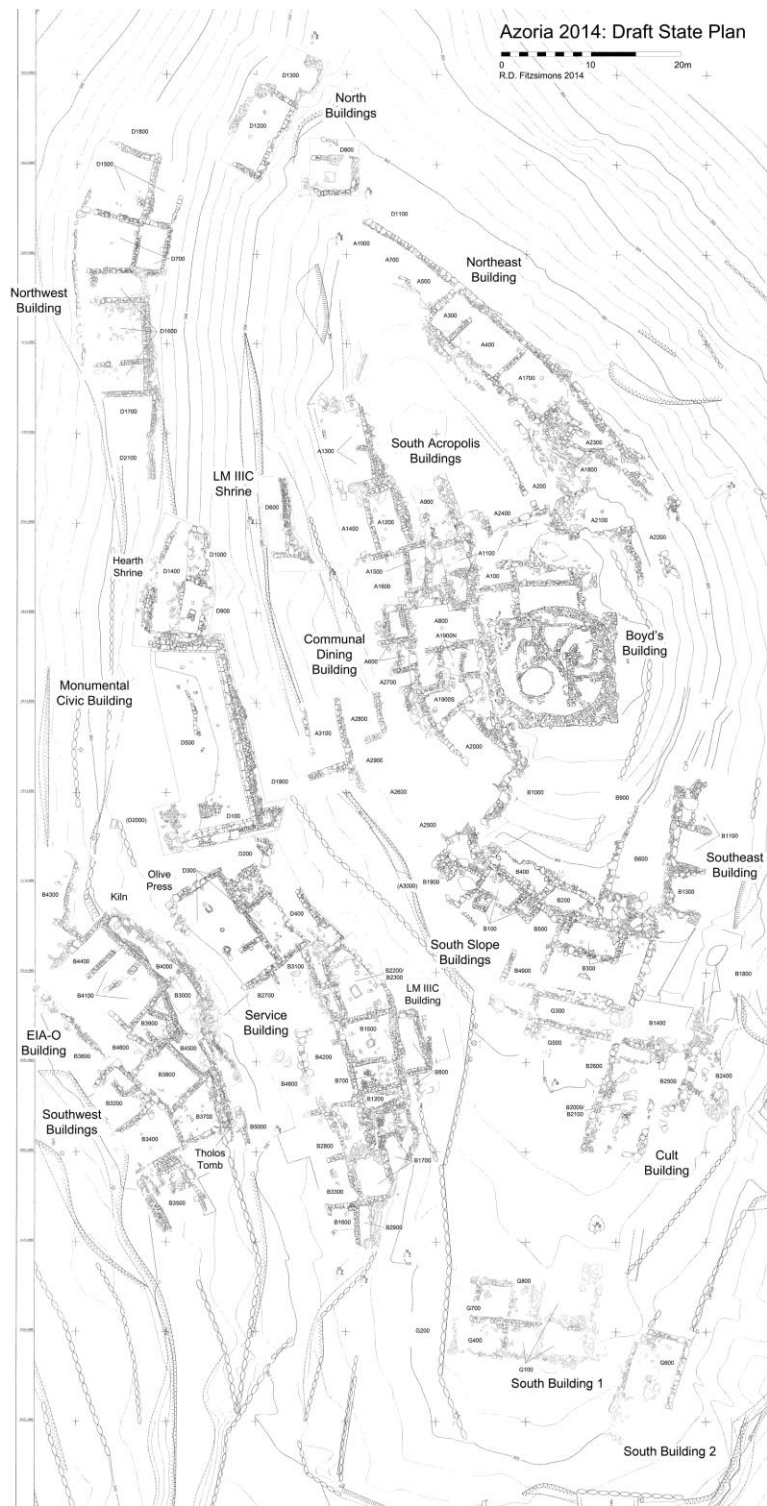 Azoria 2014: Draft State Plan
0 10 20m
R.D. Fitzsimons 2014
D1300
North
Buildings
D1200
D800
D1800
D1500
D1100
A1000
A700
Northeast
Building
A500
D700
Northwest
Building
A300
D1600
A400
A1700
D1700
South Acropolis
Buildings
A2300
D2100
A1300
LM IIIC
Shrine
A1800
A200
D600
A900
A2400
A2100
A1400
A1200
A2200
D1000
A1100
Hearth
Shrine
D1400
A1500
A100
A1600
D900
A800
Communal
Dining
Building
A1900N
Boyd's
Building
A600
A2700
Monumental
Civic Building
A1900S
A2800
A3100
D500
A2000
A2900
D1800
A2600
B1000
B900
(D2000)
D100
A2500
B1100
D200
B600
Southeast
Building
Olive
Press
D300
B1800
B400
(A3000)
B1300
B4300
Kiln
B200
D400
B100
B500
South Slope
Buildings
B4400
B4000
B3100
B2200/
B2300
B4900
B300
B1800
B4100
B3000
B2700
LM IIIC
Building
G300
Service
Building
B3900
B1500
B1400
EIA-O
Building
B4600
B4500
G500
B3600
B4200
B2600
B3800
B4800
B700
B800
B2500
B2400
Southwest
Buildings
B3200
B1200
B2000/
B2100
B3700
B3400
B5000
B2800
Tholos
Tomb
Cult
Building
B1700
B3300
B3500
B1600
B2900
G800
G700
G200
G400
G100
G600
South Building 1
South Building 2